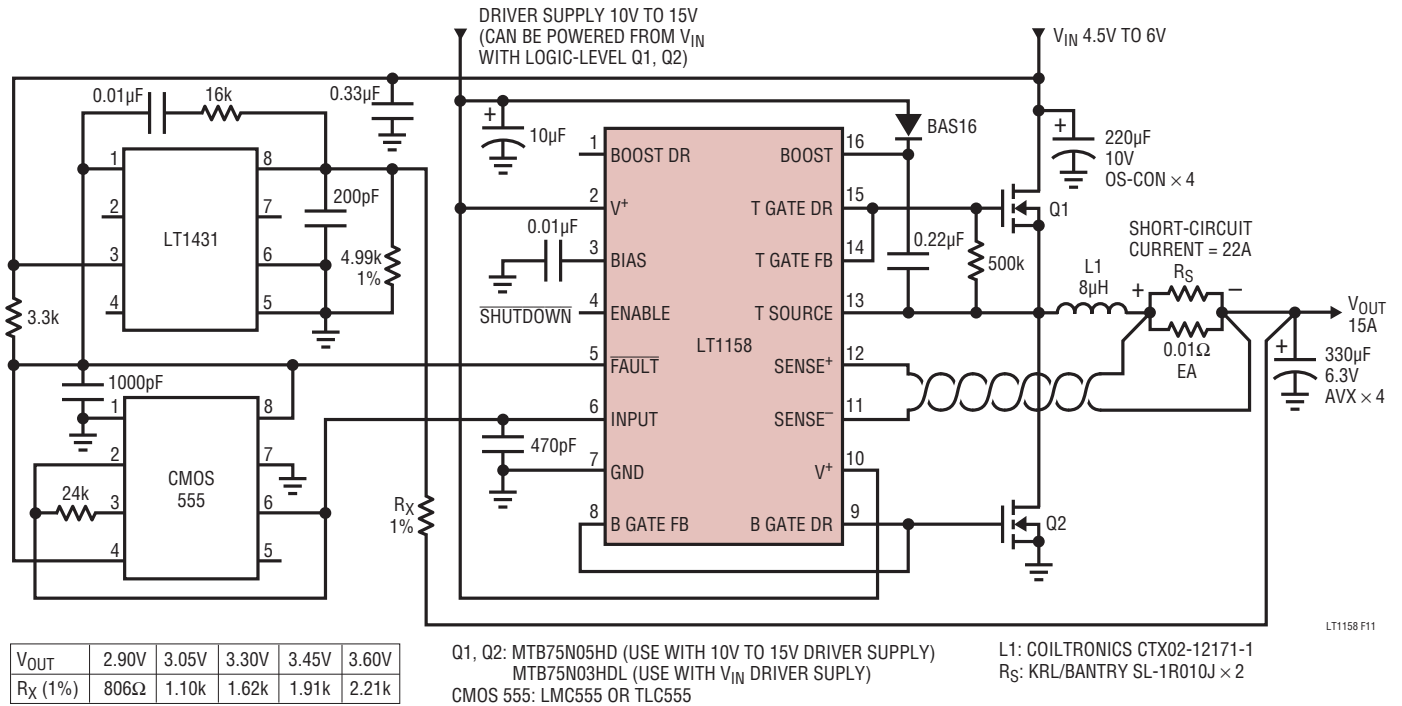 DRIVER SUPPLY 10V TO 15V
(CAN BE POWERED FROM VIN
WITH LOGIC-LEVEL Q1, Q2)
VIN 4.5V TO 6V
0.01µF
16k
0.33µF
+
10µF
BAS16
+
220µF
10V
OS-CON × 4
1
2
3
4
LT1431
8
7
6
5
200pF
4.99k
1%
3.3k
1000pF
1
2
3
4
CMOS
555
8
7
6
5
24k
RX
1%
0.01µF
SHUTDOWN
470pF
1
BOOST DR
2
V+
3
BIAS
4
ENABLE
5
FAULT
6
INPUT
7
GND
8
B GATE FB
LT1158
BOOST
16
T GATE DR
15
T GATE FB
14
T SOURCE
13
SENSE+
12
SENSE–
11
V+
10
B GATE DR
9
0.22µF
500k
Q1
Q2
L1
8µH
SHORT-CIRCUIT
CURRENT = 22A
RS
+
–
0.01Ω
EA
VOUT
15A
+
330µF
6.3V
AVX × 4
LT1158 F11
VOUT 2.90V 3.05V 3.30V 3.45V 3.60V
RX (1%) 806Ω 1.10k 1.62k 1.91k 2.21k
Q1, Q2: MTB75N05HD (USE WITH 10V TO 15V DRIVER SUPPLY)
MTB75N03HDL (USE WITH VIN DRIVER SUPLY)
CMOS 555: LMC555 OR TLC555
L1: COILTRONICS CTX02-12171-1
RS: KRL/BANTRY SL-1R010J × 2